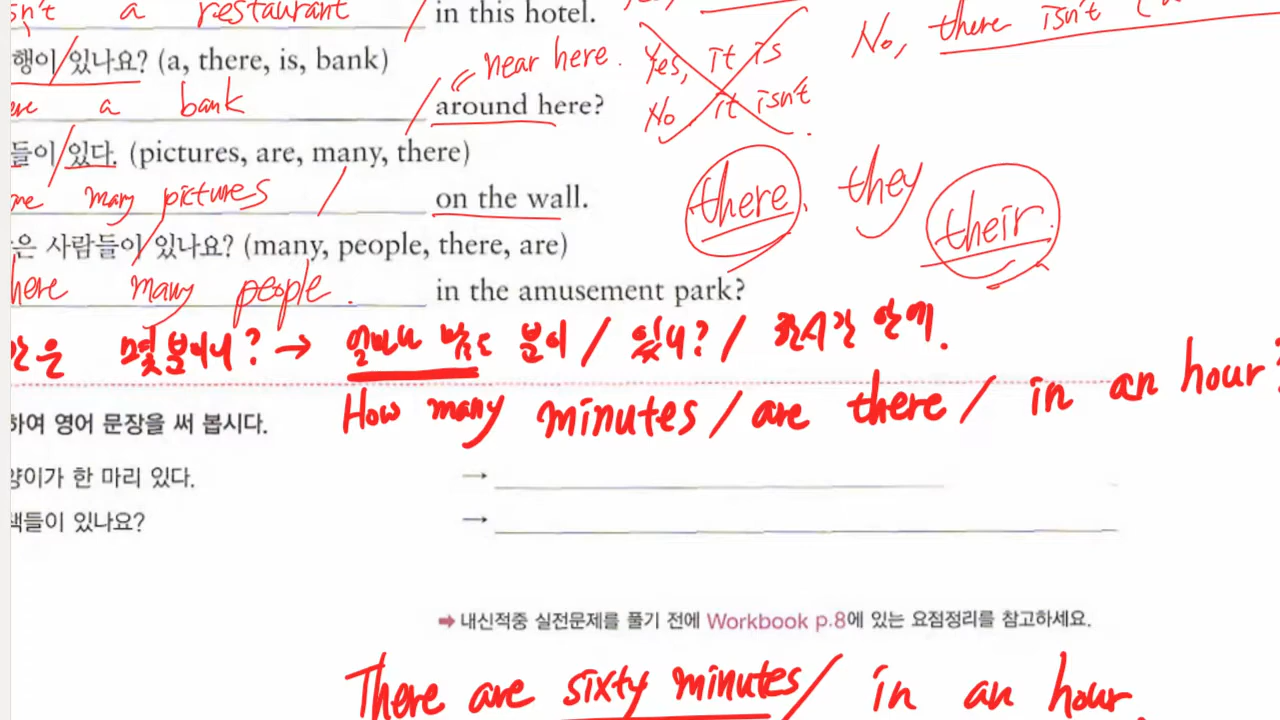 a restaurant / in this hotel.
No, there isn't
행이/있나요? (a, there, is, bank)
near here.
Yes, it is
a bank / around here?
No it isn't.
들이/있다. (pictures, are, many, there)
there. they their.
many pictures / on the wall.
은 사람들이/있나요? (many, people, there, are)
many people. in the amusement park?
몇분이니? → 얼마나 많은 분이 / 있니? / 한시간 안에.
How many minutes / are there / in an hour?
하여 영어 문장을 써 봅시다.
양이가 한 마리 있다. →
책들이 있나요? →
➡ 내신적중 실전문제를 풀기 전에 Workbook p.8에 있는 요점정리를 참고하세요.
There are sixty minutes / in an hour.